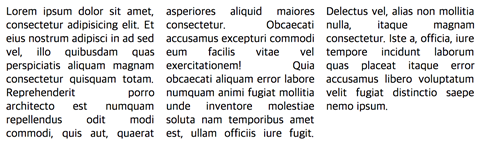 Lorem ipsum dolor sit amet,
consectetur adipisicing elit. Et
eius nostrum adipisci in ad sed
vel, illo quibusdam quas
perspiciatis aliquam magnam
consectetur quisquam totam.
Reprehenderit porro
architecto est numquam
repellendus odit modi
commodi, quis aut, quaerat
asperiores aliquid maiores
consectetur. Obcaecati
accusamus excepturi commodi
eum facilis vitae vel
exercitationem! Quia
obcaecati aliquam error labore
numquam animi fugiat mollitia
unde inventore molestiae
soluta nam temporibus amet
est, ullam officiis iure fugit.
Delectus vel, alias non mollitia
nulla, itaque magnam
consectetur. Iste a, officia, iure
tempore incidunt laborum
quas placeat itaque error
accusamus libero voluptatum
velit fugiat distinctio saepe
nemo ipsum.